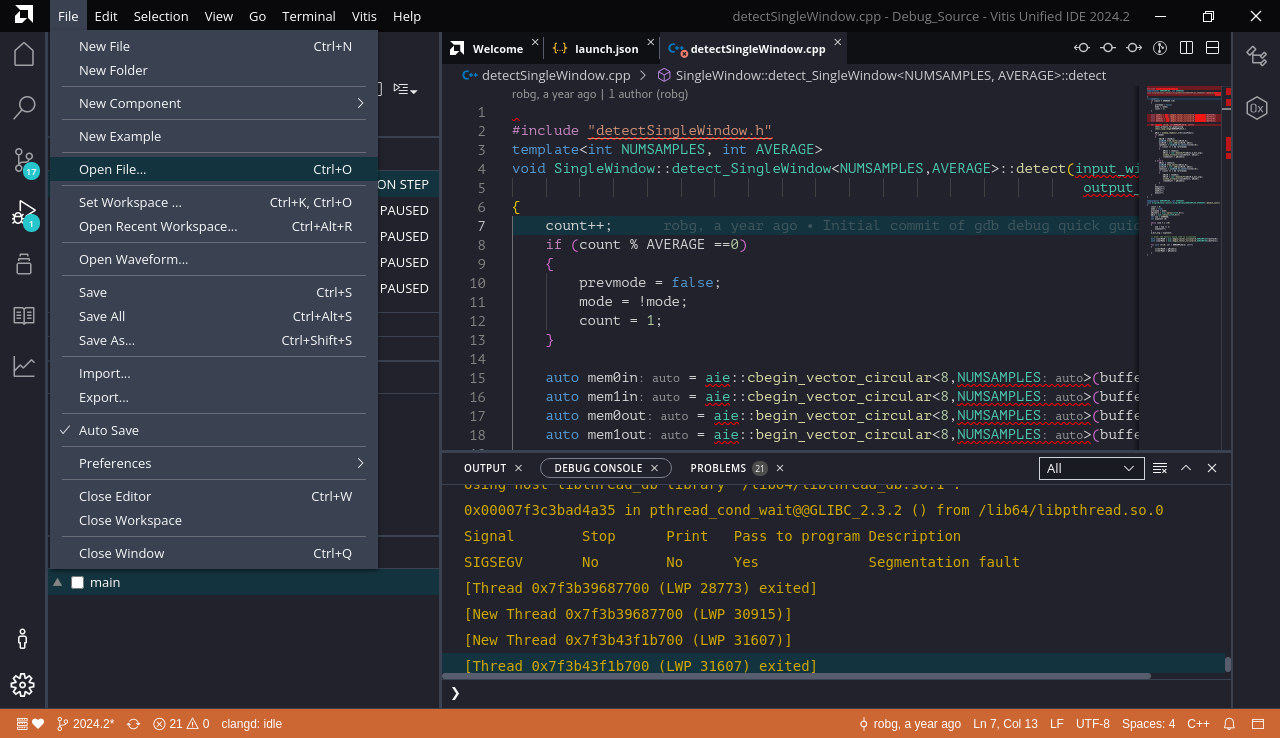 File Edit Selection View Go Terminal Vitis Help
detectSingleWindow.cpp - Debug_Source - Vitis Unified IDE 2024.2
New File Ctrl+N
New Folder
New Component
New Example
Open File... Ctrl+O
Set Workspace ... Ctrl+K, Ctrl+O
Open Recent Workspace... Ctrl+Alt+R
Open Waveform...
Save Ctrl+S
Save All Ctrl+Alt+S
Save As... Ctrl+Shift+S
Import...
Export...
Auto Save
Preferences
Close Editor Ctrl+W
Close Workspace
Close Window Ctrl+Q
17
1
ON STEP
PAUSED
PAUSED
PAUSED
PAUSED
main
Welcome launch.json detectSingleWindow.cpp
detectSingleWindow.cpp > SingleWindow::detect_SingleWindow<NUMSAMPLES, AVERAGE>::detect
robg, a year ago | 1 author (robg)
1
2 #include "detectSingleWindow.h"
3 template<int NUMSAMPLES, int AVERAGE>
4 void SingleWindow::detect_SingleWindow<NUMSAMPLES,AVERAGE>::detect(input_wi
5 output_
6 {
7 count++; robg, a year ago • Initial commit of gdb debug quick guid
8 if (count % AVERAGE ==0)
9 {
10 prevmode = false;
11 mode = !mode;
12 count = 1;
13 }
14
15 auto mem0in: auto = aie::cbegin_vector_circular<8,NUMSAMPLES: auto>(buffe
16 auto mem1in: auto = aie::cbegin_vector_circular<8,NUMSAMPLES: auto>(buffe
17 auto mem0out: auto = aie::begin_vector_circular<8,NUMSAMPLES: auto>(buffe
18 auto mem1out: auto = aie::begin_vector_circular<8,NUMSAMPLES: auto>(buffe
OUTPUT DEBUG CONSOLE PROBLEMS 21 All
Using host libthread_db library "/lib64/libthread_db.so.1".
0x00007f3c3bad4a35 in pthread_cond_wait@@GLIBC_2.3.2 () from /lib64/libpthread.so.0
Signal Stop Print Pass to program Description
SIGSEGV No No Yes Segmentation fault
[Thread 0x7f3b39687700 (LWP 28773) exited]
[New Thread 0x7f3b39687700 (LWP 30915)]
[New Thread 0x7f3b43f1b700 (LWP 31607)]
[Thread 0x7f3b43f1b700 (LWP 31607) exited]
❯
0x
2024.2* 21 0 clangd: idle robg, a year ago Ln 7, Col 13 LF UTF-8 Spaces: 4 C++